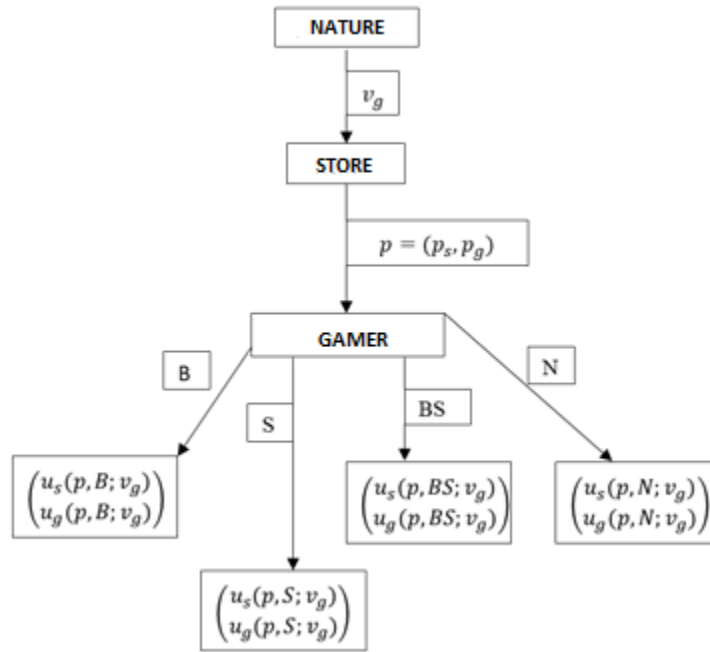 NATURE
v_g
STORE
p = (p_s, p_g)
GAMER
B
S
BS
N
(u_s(p, B; v_g)
u_g(p, B; v_g))
(u_s(p, S; v_g)
u_g(p, S; v_g))
(u_s(p, BS; v_g)
u_g(p, BS; v_g))
(u_s(p, N; v_g)
u_g(p, N; v_g))